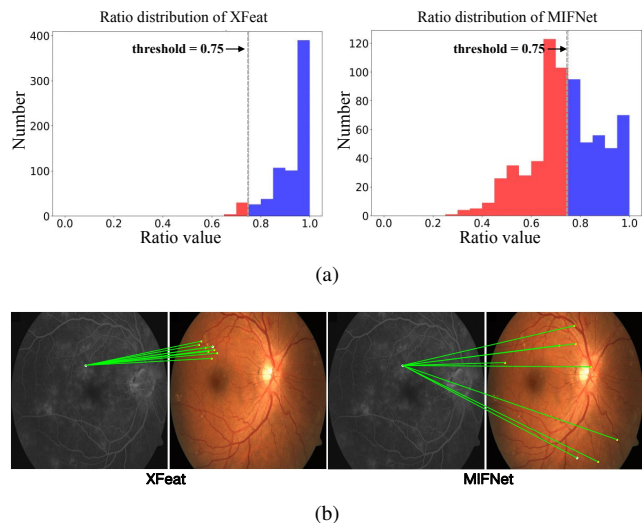 Ratio distribution of XFeat
Ratio distribution of MIFNet
400
300
200
100
0
Number
threshold = 0.75
0.0 0.2 0.4 0.6 0.8 1.0
Ratio value
120
100
80
60
40
20
0
Number
threshold = 0.75
0.0 0.2 0.4 0.6 0.8 1.0
Ratio value
(a)
XFeat
MIFNet
(b)